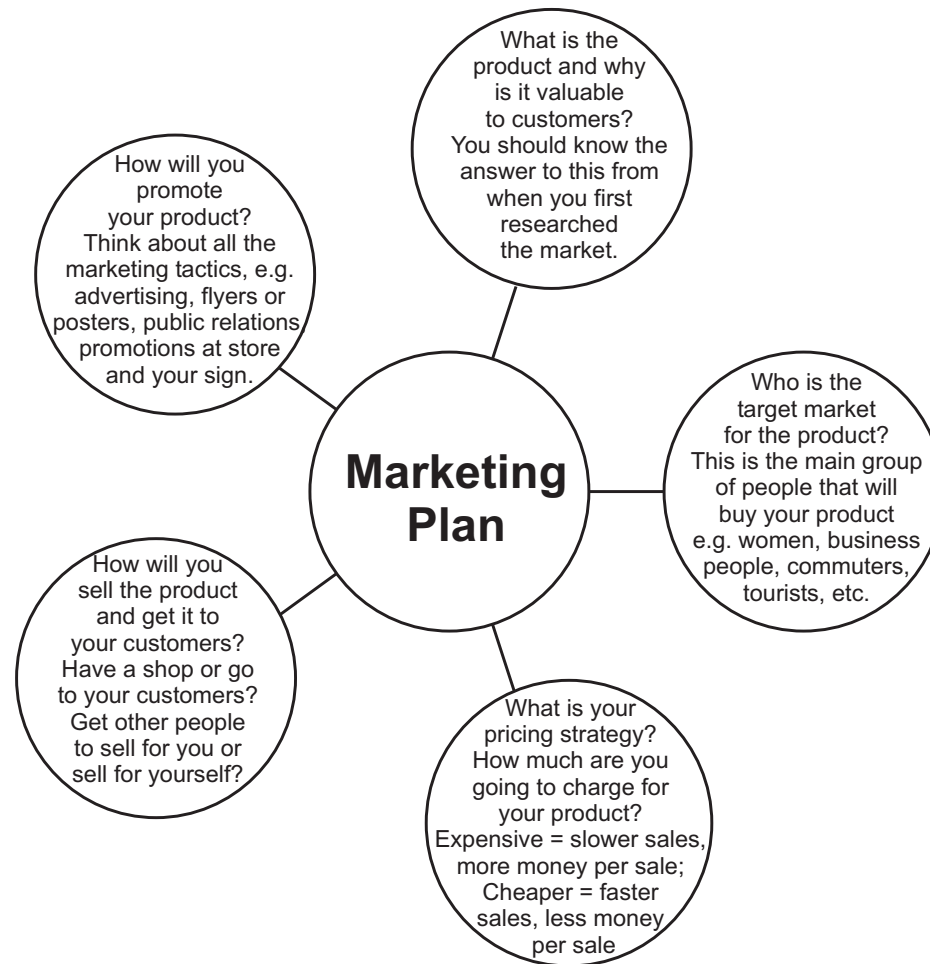 What is the
product and why
is it valuable
to customers?
You should know the
answer to this from
when you first
researched
the market.
How will you
promote
your product?
Think about all the
marketing tactics, e.g.
advertising, flyers or
posters, public relations,
promotions at store
and your sign.
Marketing
Plan
Who is the
target market
for the product?
This is the main group
of people that will
buy your product
e.g. women, business
people, commuters,
tourists, etc.
How will you
sell the product
and get it to
your customers?
Have a shop or go
to your customers?
Get other people
to sell for you or
sell for yourself?
What is your
pricing strategy?
How much are you
going to charge for
your product?
Expensive = slower sales,
more money per sale;
Cheaper = faster
sales, less money
per sale